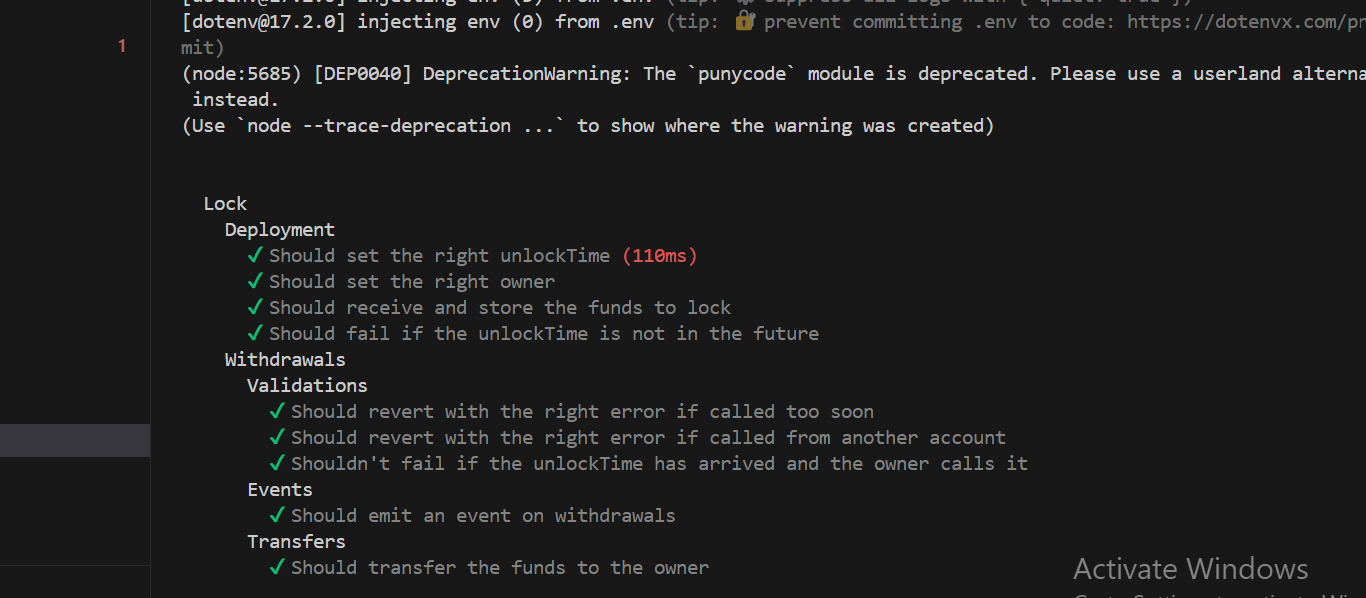 [dotenv@17.2.0] injecting env (0) from .env (tip: 🔐 prevent committing .env to code: https://dotenvx.com/pr
1
mit)
(node:5685) [DEP0040] DeprecationWarning: The `punycode` module is deprecated. Please use a userland alterna
instead.
(Use `node --trace-deprecation ...` to show where the warning was created)
Lock
Deployment
✓ Should set the right unlockTime (110ms)
✓ Should set the right owner
✓ Should receive and store the funds to lock
✓ Should fail if the unlockTime is not in the future
Withdrawals
Validations
✓ Should revert with the right error if called too soon
✓ Should revert with the right error if called from another account
✓ Shouldn't fail if the unlockTime has arrived and the owner calls it
Events
✓ Should emit an event on withdrawals
Transfers
✓ Should transfer the funds to the owner
Activate Windows